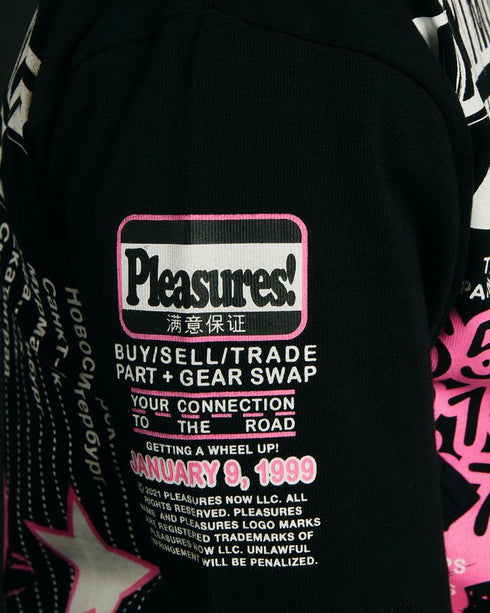 Pleasures!
满意保证
BUY/SELL/TRADE
PART + GEAR SWAP
YOUR CONNECTION
TO THE ROAD
GETTING A WHEEL UP!
JANUARY 9, 1999
© 2021 PLEASURES NOW LLC. ALL
RIGHTS RESERVED. PLEASURES
NAME AND PLEASURES LOGO MARKS
ARE REGISTERED TRADEMARKS OF
PLEASURES NOW LLC. UNLAWFUL
INFRINGEMENT WILL BE PENALIZED.